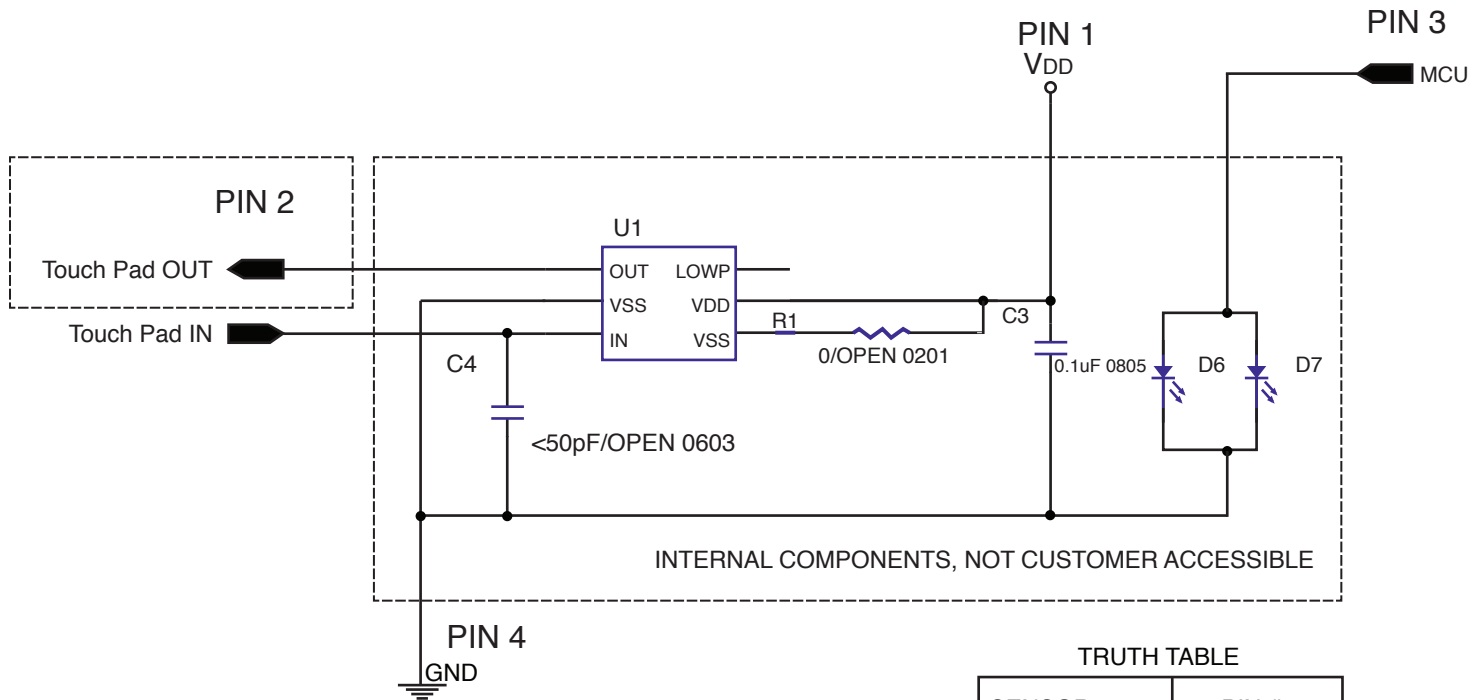 PIN 1
VDD
PIN 3
MCU
PIN 2
Touch Pad OUT
Touch Pad IN
U1
OUT
LOWP
VSS
VDD
IN
VSS
R1
0/OPEN 0201
C3
0.1uF 0805
D6
D7
C4
<50pF/OPEN 0603
INTERNAL COMPONENTS, NOT CUSTOMER ACCESSIBLE
PIN 4
GND
TRUTH TABLE